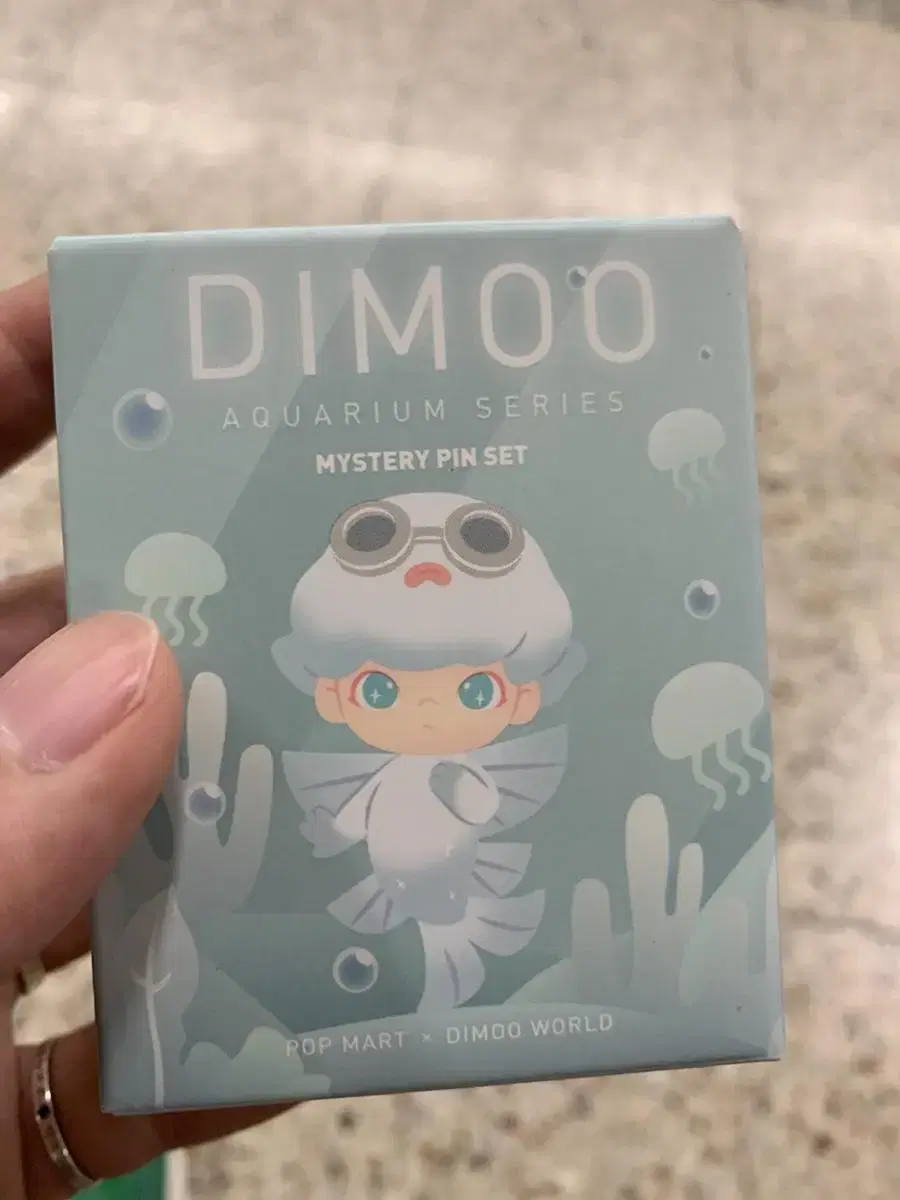 DIMOO
AQUARIUM SERIES
MYSTERY PIN SET
POP MART × DIMOO WORLD